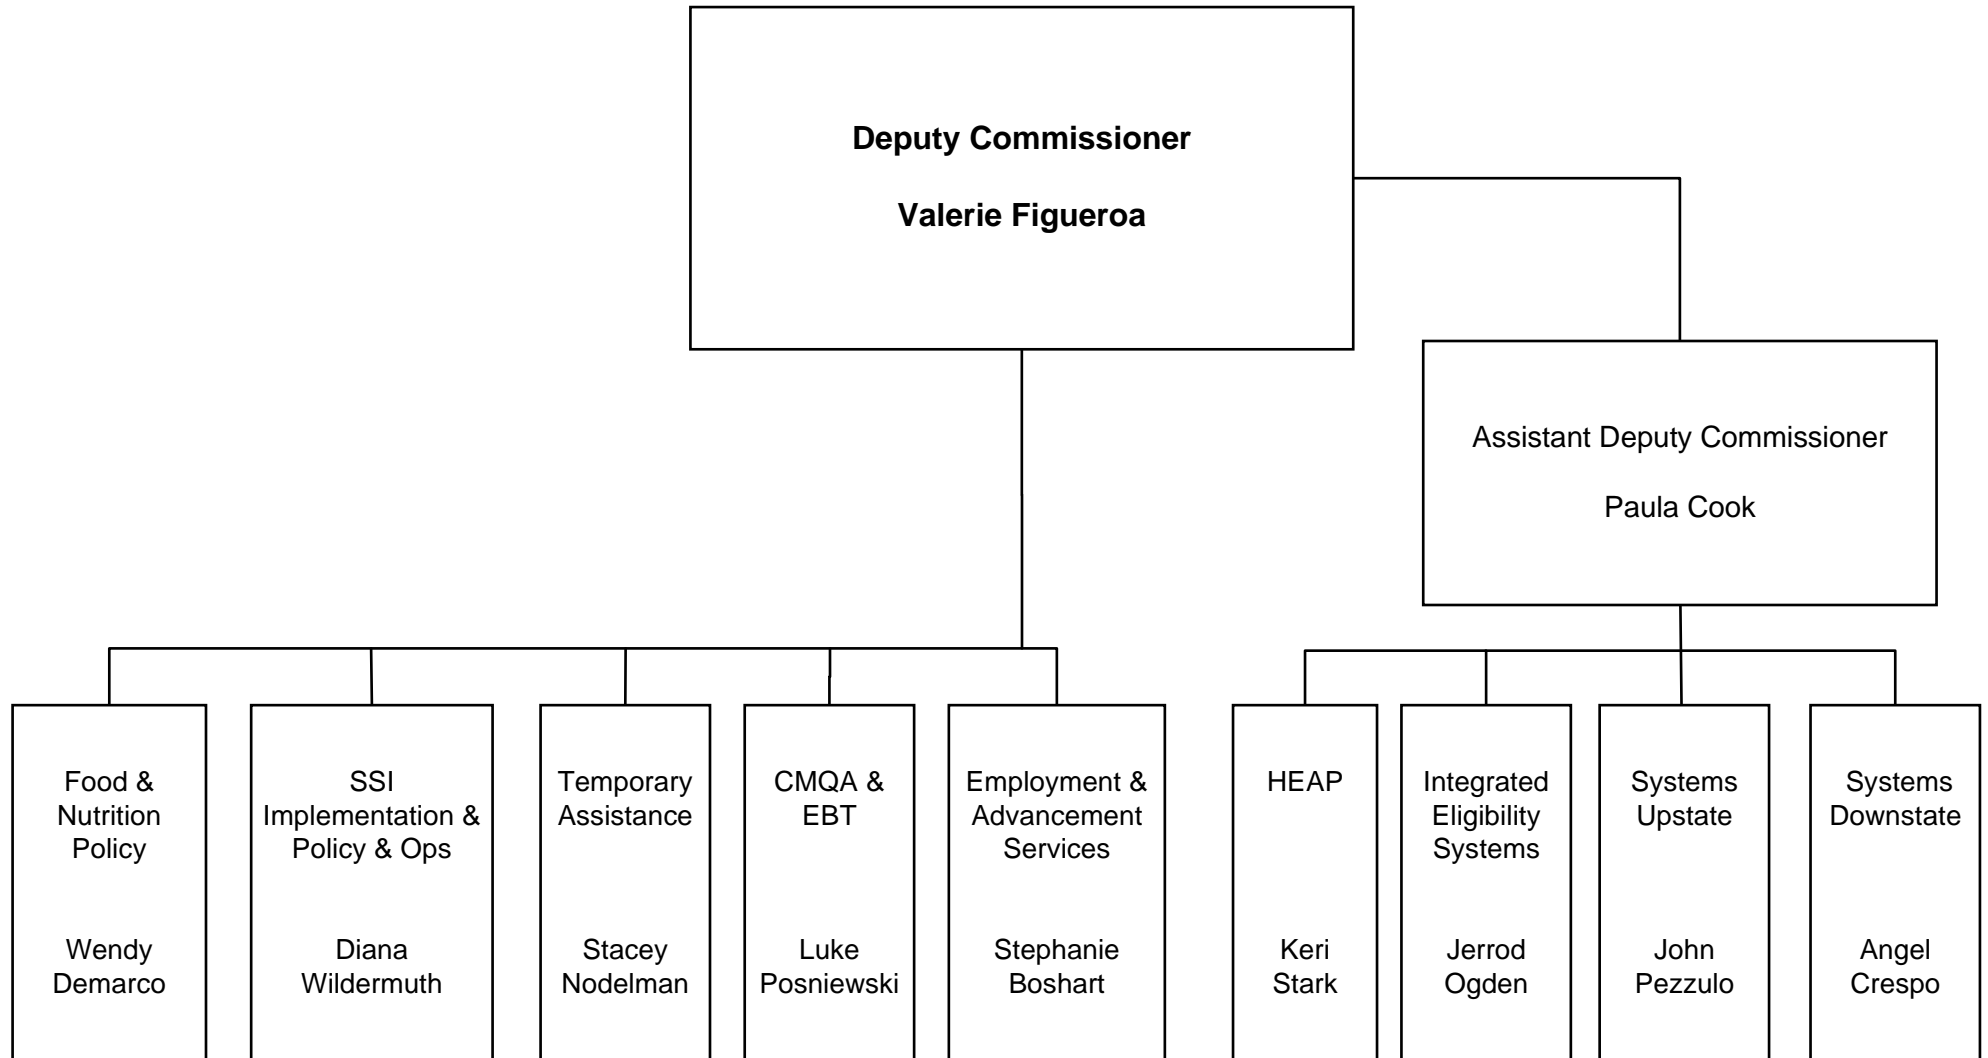 Deputy Commissioner
Valerie Figueroa
Assistant Deputy Commissioner
Paula Cook
Food &
Nutrition
Policy
Wendy
Demarco
SSI
Implementation &
Policy & Ops
Diana
Wildermuth
Temporary
Assistance
Stacey
Nodelman
CMQA &
EBT
Luke
Posniewski
Employment &
Advancement
Services
Stephanie
Boshart
HEAP
Keri
Stark
Integrated
Eligibility
Systems
Jerrod
Ogden
Systems
Upstate
John
Pezzulo
Systems
Downstate
Angel
Crespo